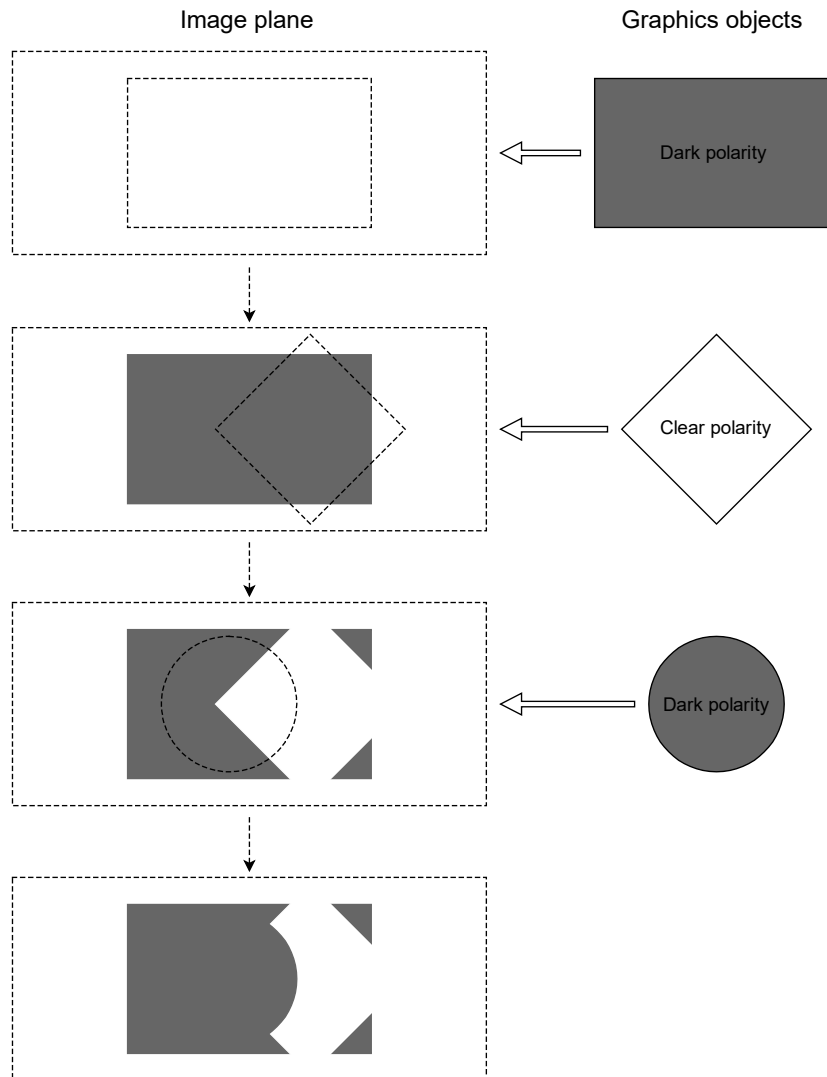 Image plane
Graphics objects
Dark polarity
Clear polarity
Dark polarity